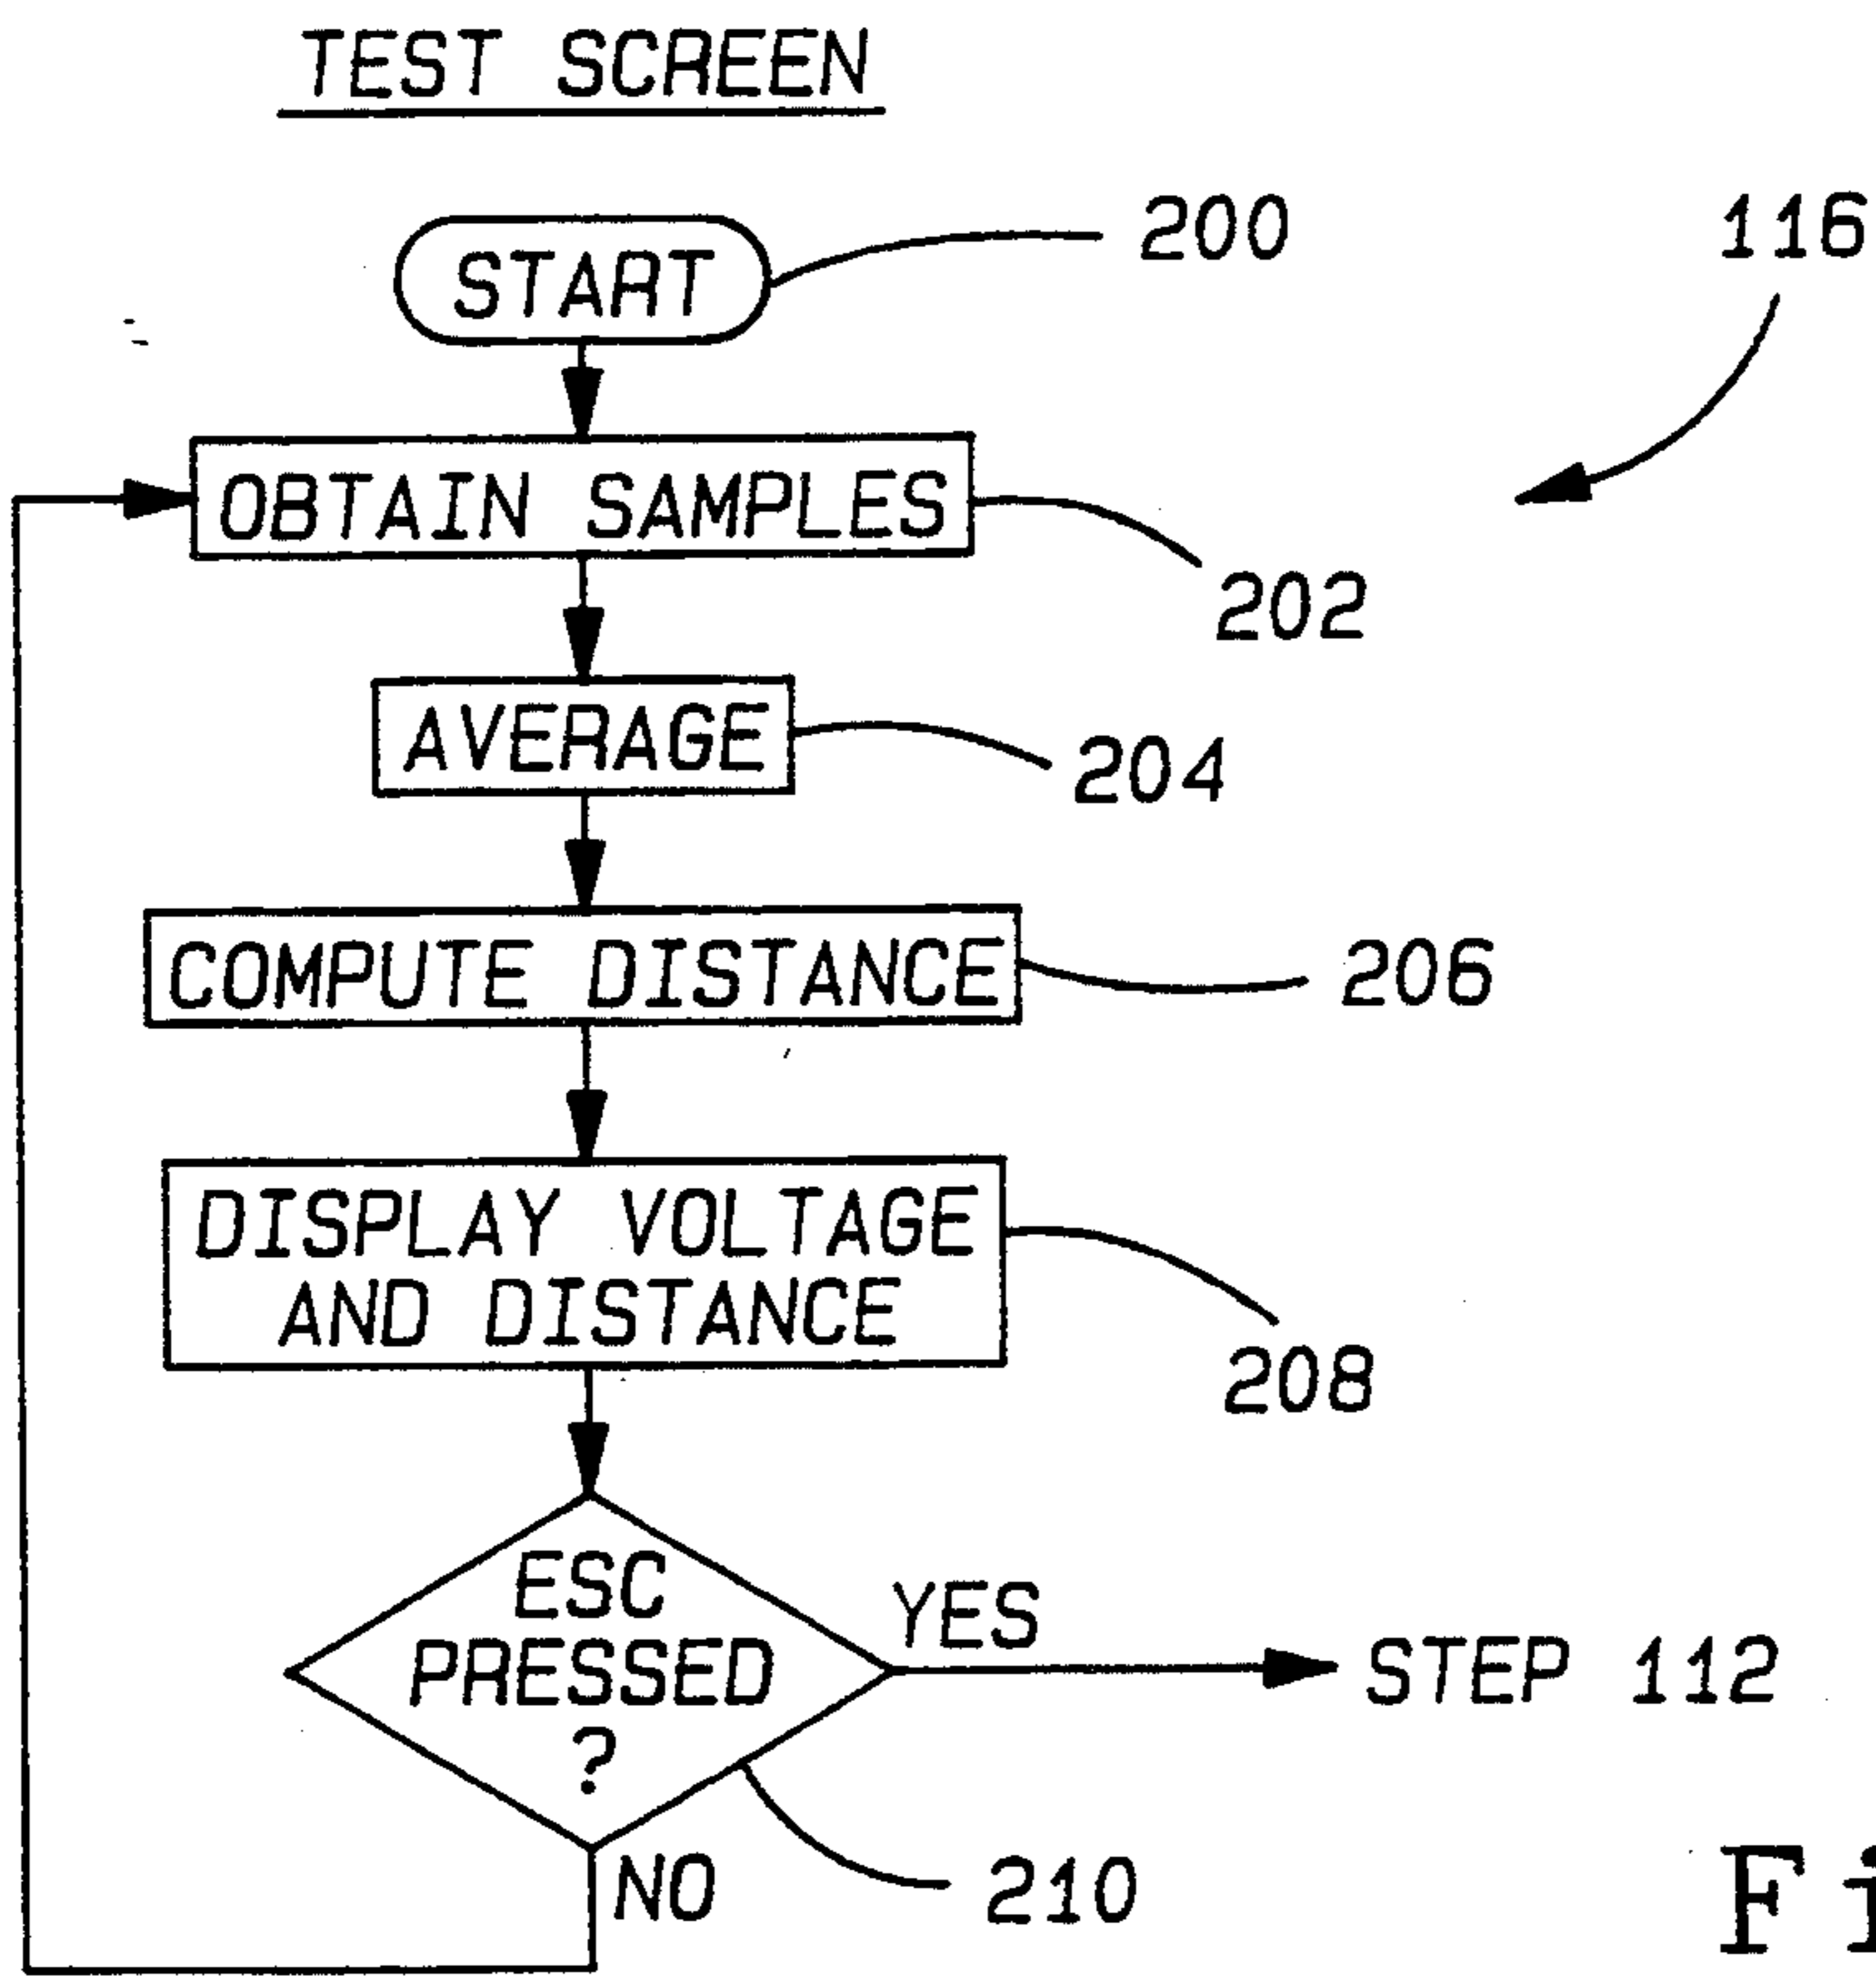 TEST SCREEN
200
116
START
OBTAIN SAMPLES
202
AVERAGE
204
COMPUTE DISTANCE
206
DISPLAY VOLTAGE
AND DISTANCE
208
ESC
PRESSED
?
YES
STEP 112
NO
210